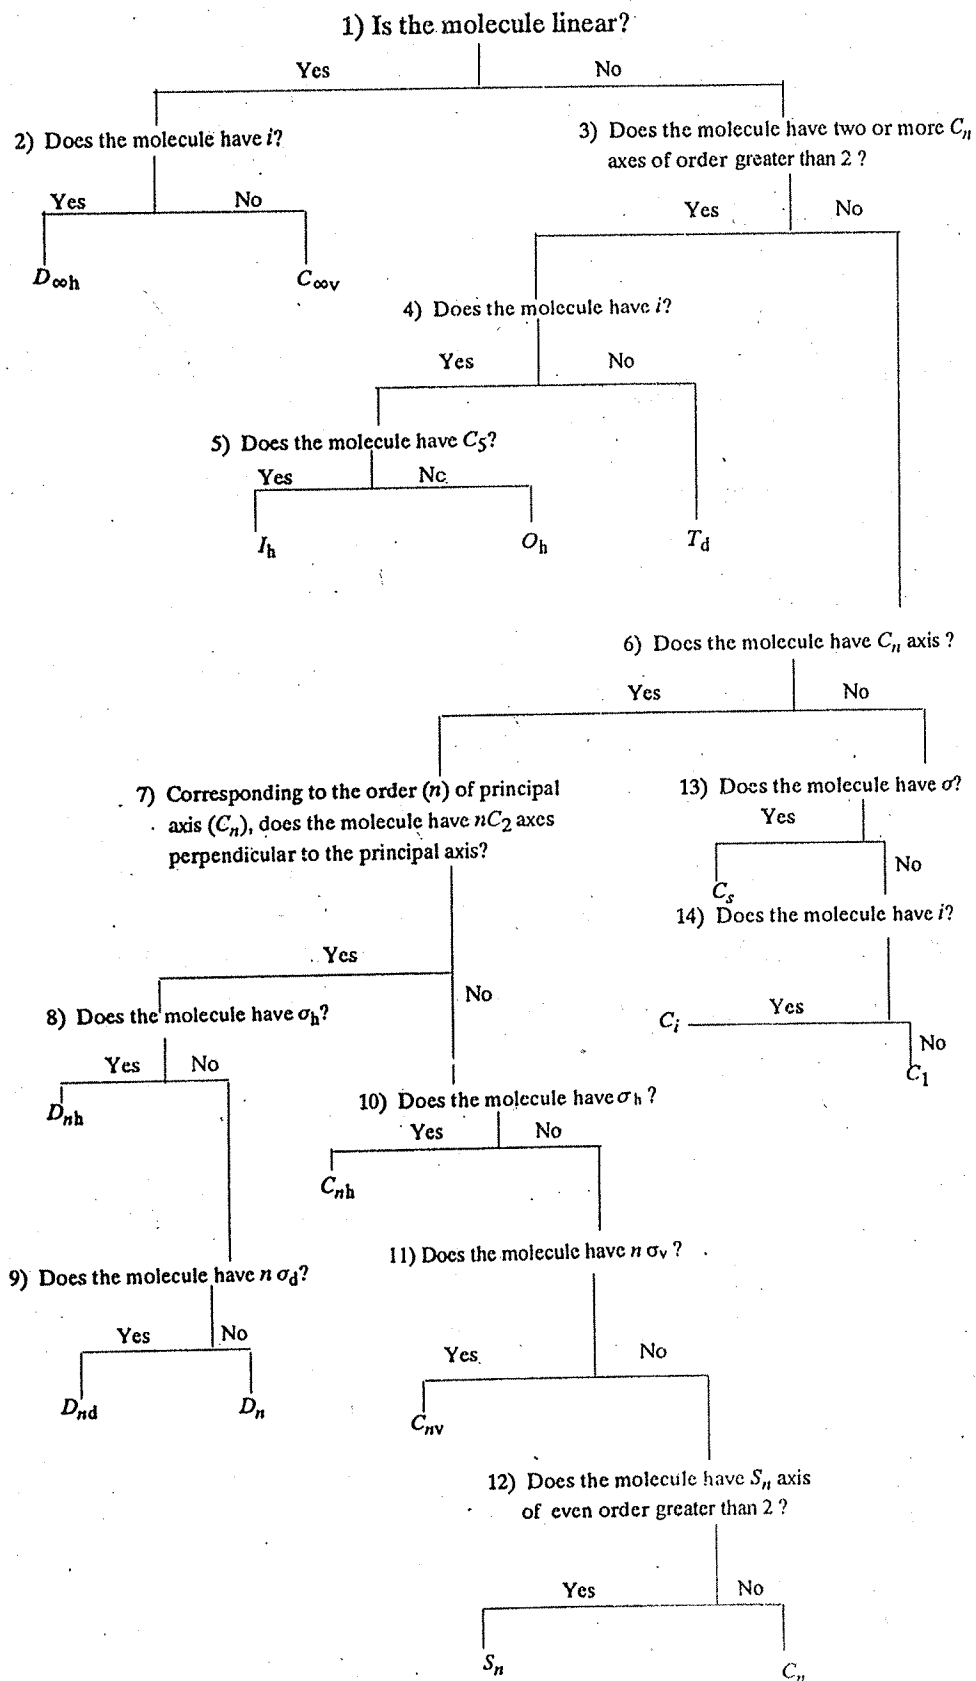 1) Is the molecule linear?
Yes
No
2) Does the molecule have i?
3) Does the molecule have two or more Cn
axes of order greater than 2 ?
Yes
No
Yes
No
D∞h
C∞v
4) Does the molecule have i?
Yes
No
5) Does the molecule have C5?
Yes
Nc
Ih
Oh
Td
6) Does the molecule have Cn axis ?
Yes
No
7) Corresponding to the order (n) of principal
axis (Cn), does the molecule have nC2 axes
perpendicular to the principal axis?
13) Does the molecule have σ?
Yes
No
Cs
14) Does the molecule have i?
Yes
No
8) Does the molecule have σh?
Ci
Yes
No
C1
Yes
No
Dnh
10) Does the molecule have σh ?
Yes
No
Cnh
11) Does the molecule have n σv ?
9) Does the molecule have n σd?
Yes
No
Yes
No
Dnd
Dn
Cnv
12) Does the molecule have Sn axis
of even order greater than 2 ?
Yes
No
Sn
Cn